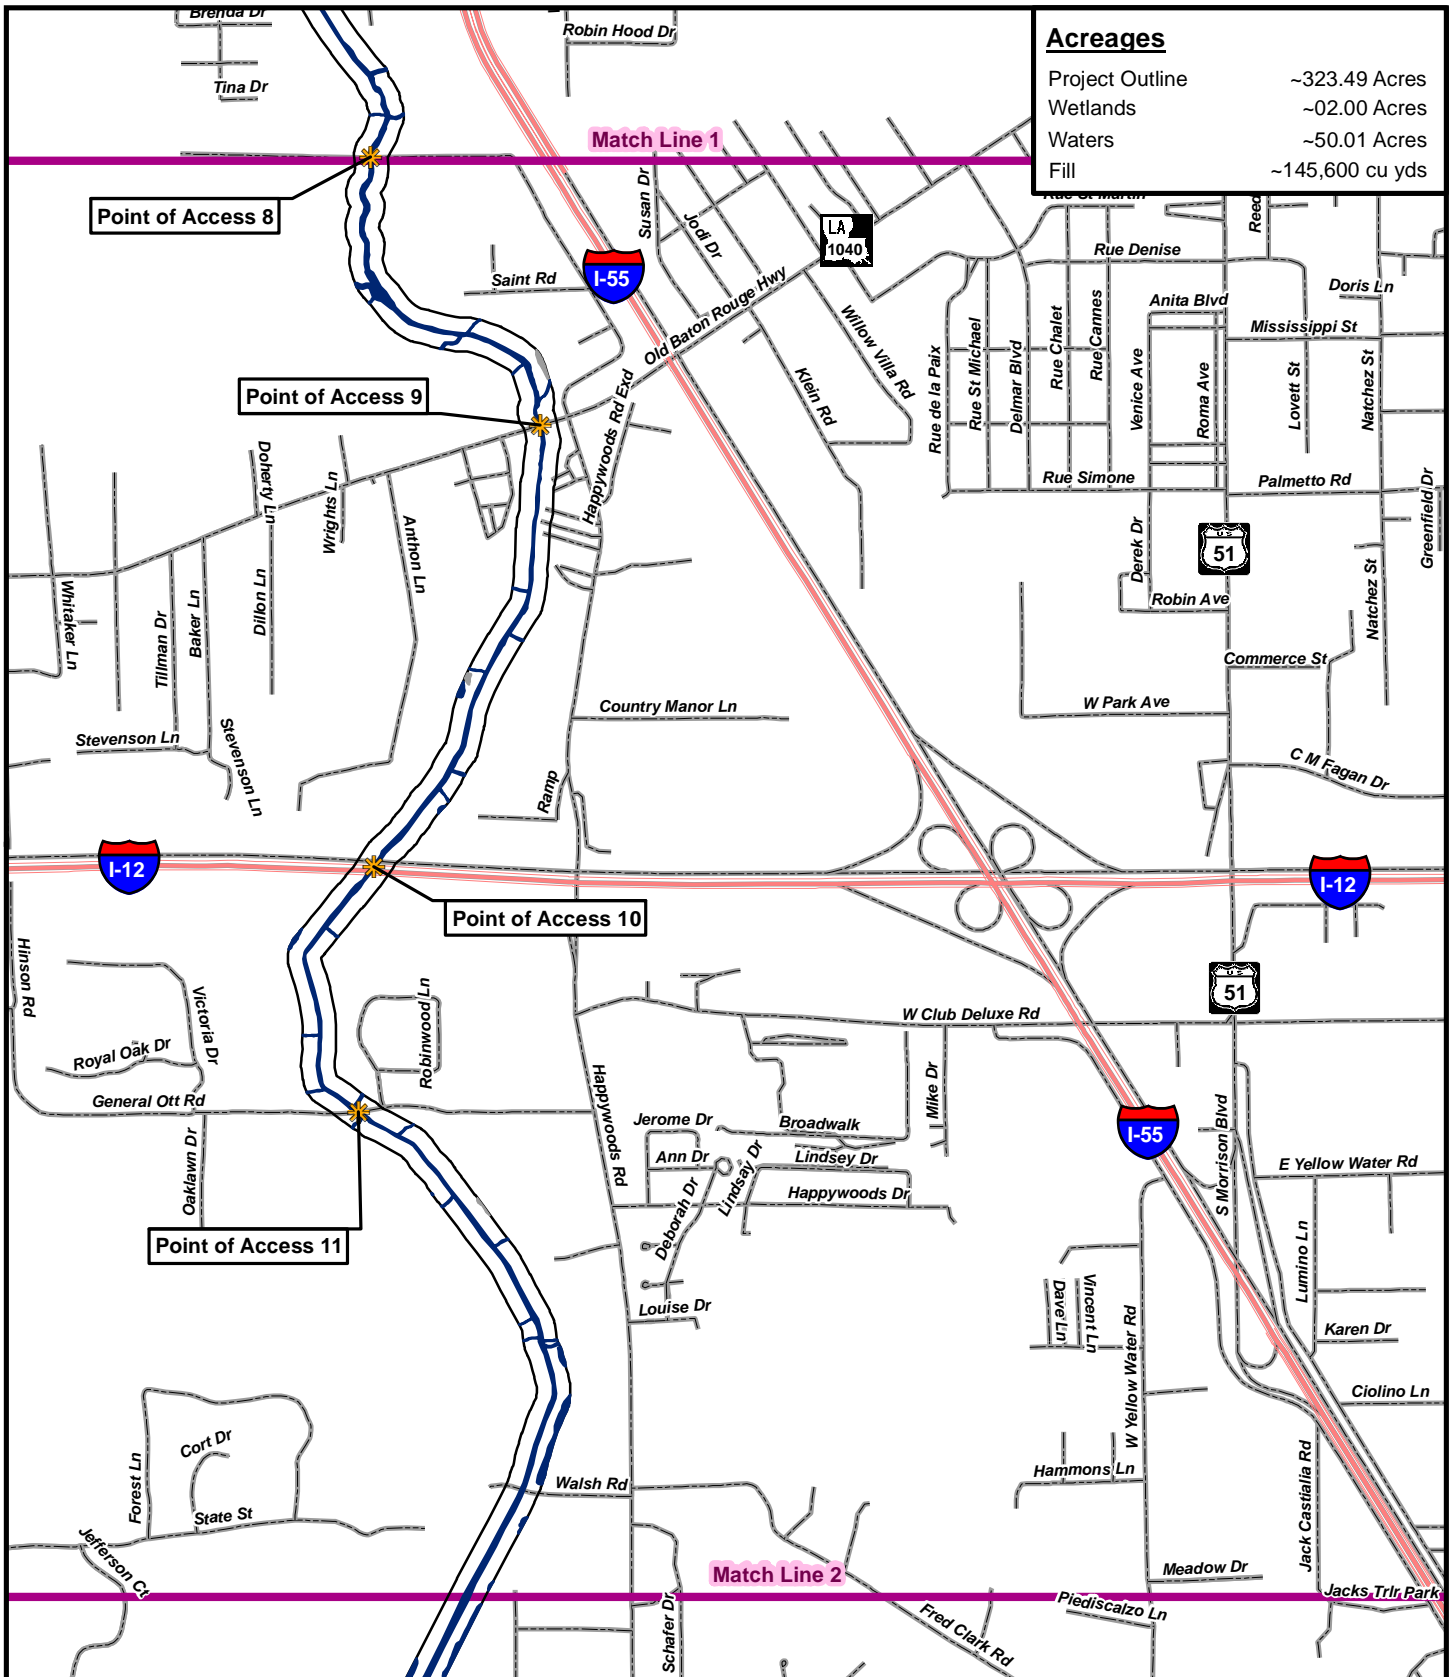 Brenda Dr
Robin Hood Dr
Tina Dr
Acreages
Project Outline ~323.49 Acres
Wetlands ~02.00 Acres
Waters ~50.01 Acres
Fill ~145,600 cu yds
Match Line 1
Point of Access 8
Susan Dr
Jodi Dr
LA
1040
Rue St Martin
Reed
Rue Denise
Saint Rd
I-55
Doris Ln
Anita Blvd
Mississippi St
Old Baton Rouge Hwy
Willow Villa Rd
Klein Rd
Rue de la Paix
Rue St Michael
Delmar Blvd
Rue Chalet
Rue Cannes
Venice Ave
Roma Ave
Lovett St
Natchez St
Point of Access 9
Happywoods Rd Exd
Doherty Ln
Wrights Ln
Anthon Ln
Rue Simone
Palmetto Rd
Greenfield Dr
US
51
Derek Dr
Robin Ave
Natchez St
Whitaker Ln
Tillman Dr
Baker Ln
Dillon Ln
Commerce St
Country Manor Ln
W Park Ave
Stevenson Ln
Stevenson Ln
C M Fagan Dr
Ramp
I-12
I-12
Point of Access 10
Hinson Rd
Victoria Dr
Robinwood Ln
US
51
W Club Deluxe Rd
Royal Oak Dr
General Ott Rd
Happywoods Rd
Mike Dr
Jerome Dr
Broadwalk
I-55
S Morrison Blvd
Oaklawn Dr
Ann Dr
Lindsay Dr
Lindsey Dr
E Yellow Water Rd
Deborah Dr
Happywoods Dr
Point of Access 11
Lumino Ln
Dave Ln
Vincent Ln
W Yellow Water Rd
Louise Dr
Karen Dr
Ciolino Ln
Forest Ln
Cort Dr
Jack Castialia Rd
Hammons Ln
Walsh Rd
State St
Jefferson Ct
Match Line 2
Meadow Dr
Jacks Trlr Park
Schafer Dr
Fred Clark Rd
Piediscalzo Ln